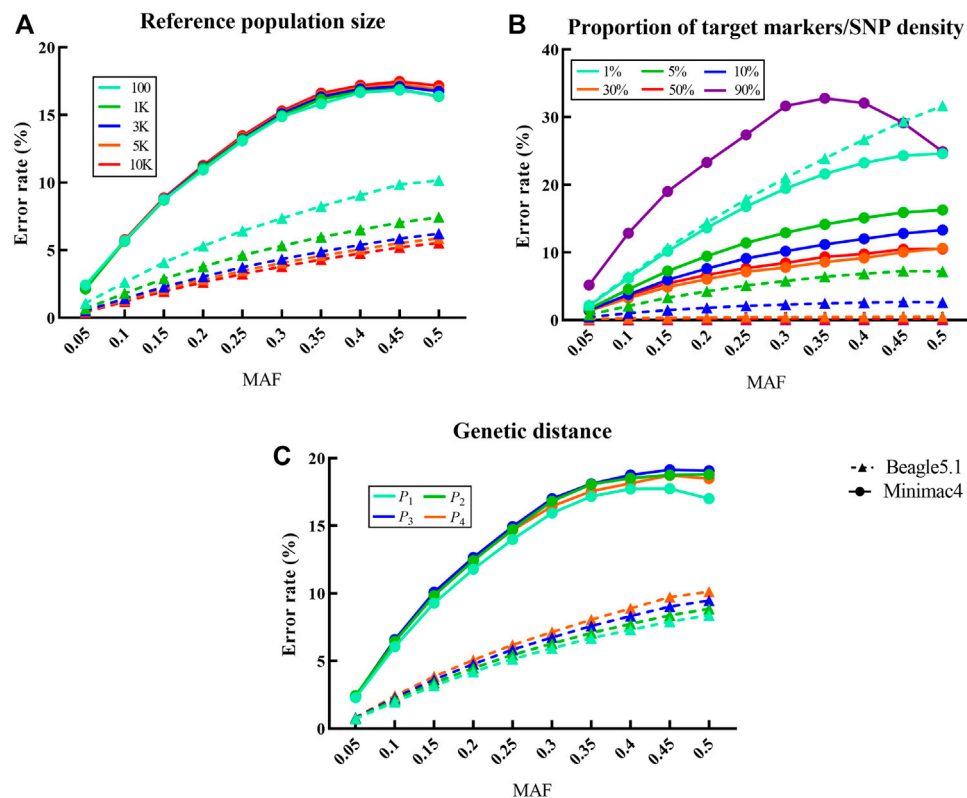 A
Reference population size
Error rate (%)
20
15
10
5
0
100
1K
3K
5K
10K
0.05 0.1 0.15 0.2 0.25 0.3 0.35 0.4 0.45 0.5
MAF
B
Proportion of target markers/SNP density
Error rate (%)
40
30
20
10
0
1% 5% 10%
30% 50% 90%
0.05 0.1 0.15 0.2 0.25 0.3 0.35 0.4 0.45 0.5
MAF
C
Genetic distance
Error rate (%)
20
15
10
5
0
P1 P2
P3 P4
0.05 0.1 0.15 0.2 0.25 0.3 0.35 0.4 0.45 0.5
MAF
Beagle5.1
Minimac4